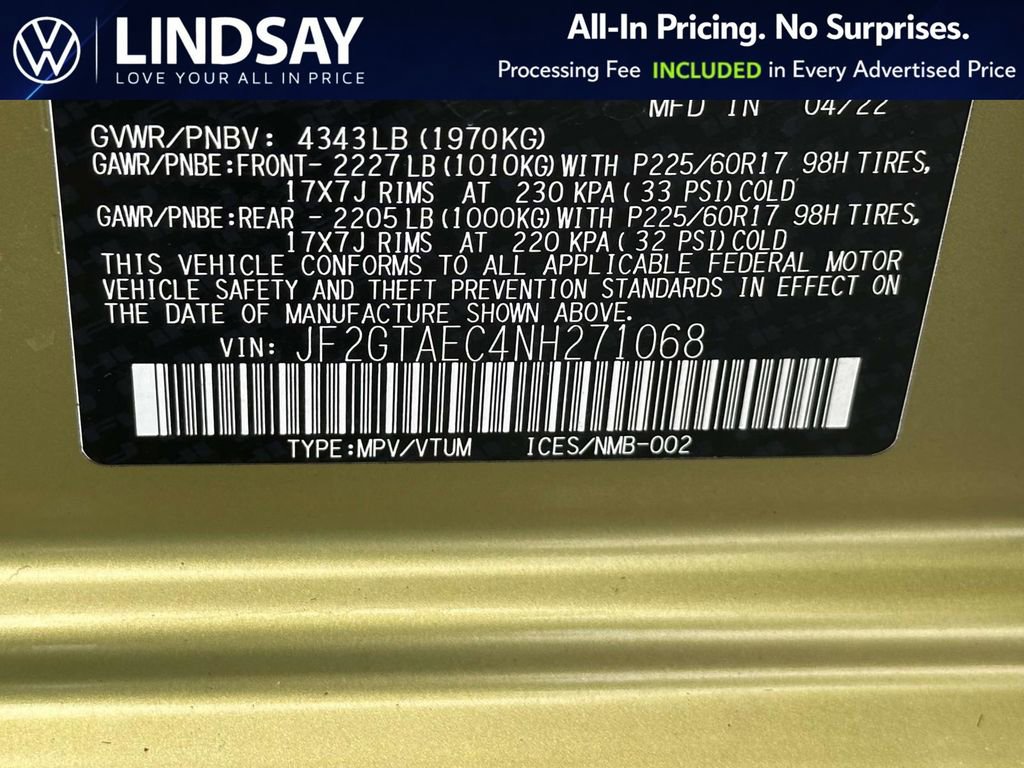 LINDSAY
LOVE YOUR ALL IN PRICE
All-In Pricing. No Surprises.
Processing Fee INCLUDED in Every Advertised Price
MFD IN 04/22
GVWR/PNBV: 4343LB (1970KG)
GAWR/PNBE:FRONT- 2227LB (1010KG) WITH P225/60R17 98H TIRES,
17X7J RIMS AT 230 KPA ( 33 PSI) COLD
GAWR/PNBE:REAR - 2205LB (1000KG) WITH P225/60R17 98H TIRES,
17X7J RIMS AT 220 KPA ( 32 PSI) COLD
THIS VEHICLE CONFORMS TO ALL APPLICABLE FEDERAL MOTOR
VEHICLE SAFETY AND THEFT PREVENTION STANDARDS IN EFFECT ON
THE DATE OF MANUFACTURE SHOWN ABOVE.
VIN: JF2GTAEC4NH271068
TYPE:MPV/VTUM ICES/NMB-002